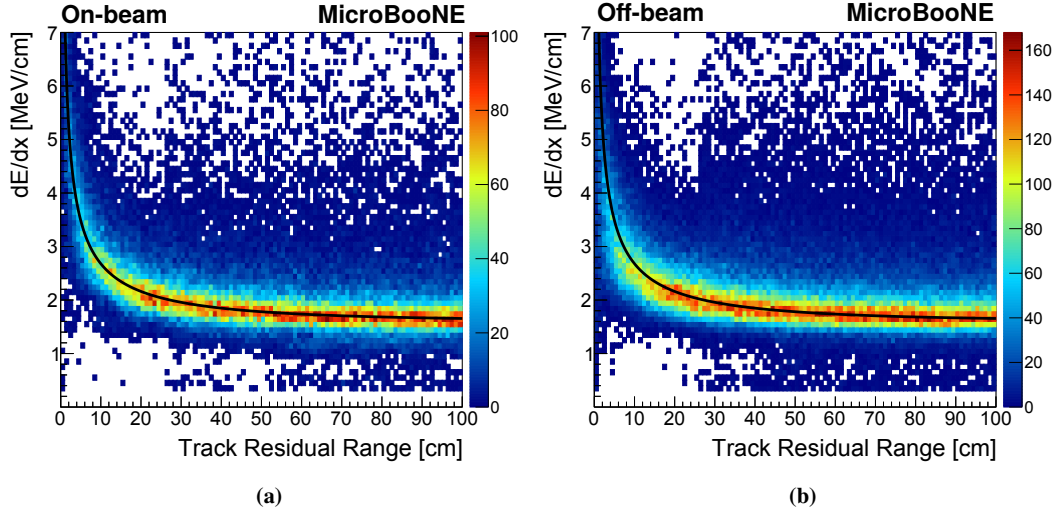 On-beam MicroBooNE
dE/dx [MeV/cm]
7
6
5
4
3
2
1
0 10 20 30 40 50 60 70 80 90 100
Track Residual Range [cm]
100
80
60
40
20
0
(a)
Off-beam MicroBooNE
dE/dx [MeV/cm]
7
6
5
4
3
2
1
0 10 20 30 40 50 60 70 80 90 100
Track Residual Range [cm]
160
140
120
100
80
60
40
20
0
(b)